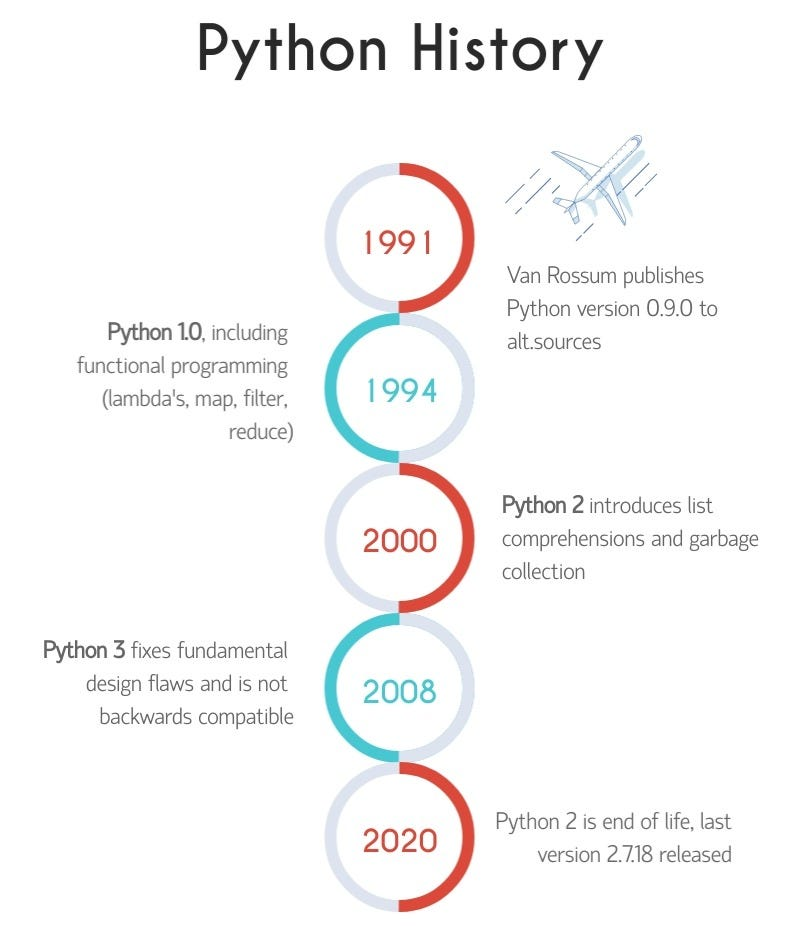 Python History
1991
Van Rossum publishes
Python version 0.9.0 to
alt.sources
Python 1.0, including
functional programming
(lambda's, map, filter,
reduce)
1994
2000
Python 2 introduces list
comprehensions and garbage
collection
Python 3 fixes fundamental
design flaws and is not
backwards compatible
2008
2020
Python 2 is end of life, last
version 2.7.18 released